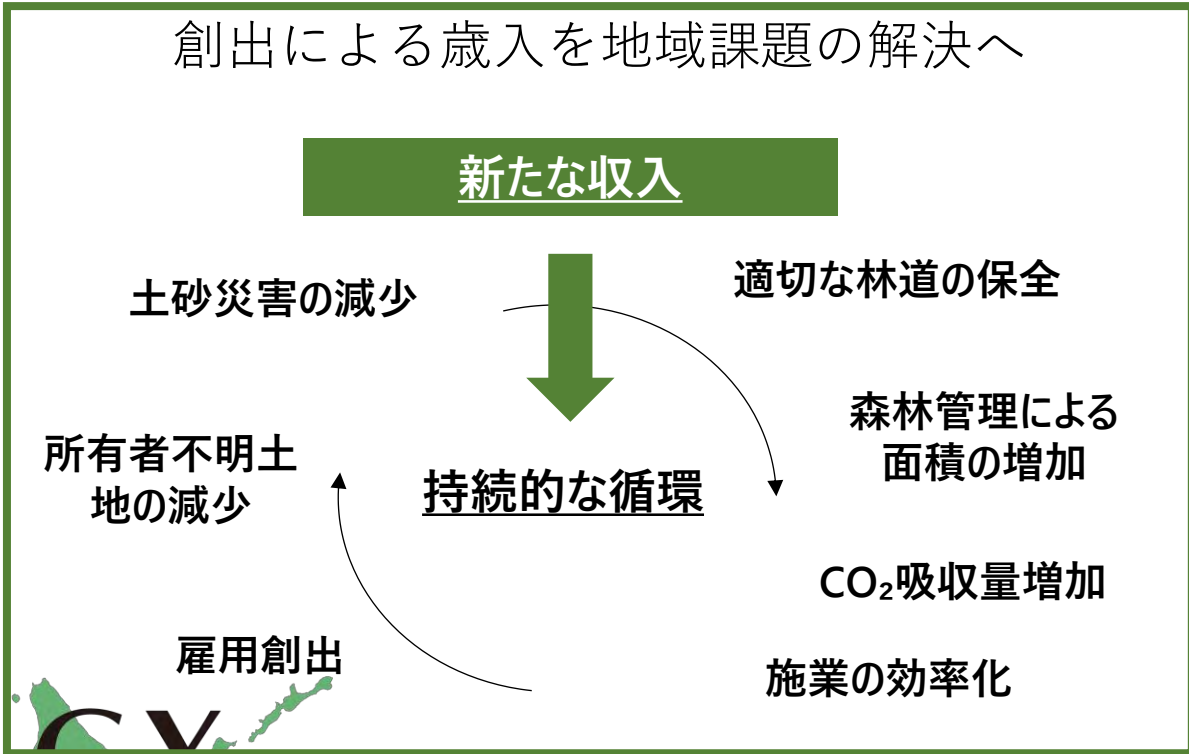 創出による歳入を地域課題の解決へ
新たな収入
土砂災害の減少
適切な林道の保全
森林管理による
面積の増加
所有者不明土
地の減少
持続的な循環
CO₂吸収量増加
雇用創出
施業の効率化
GX